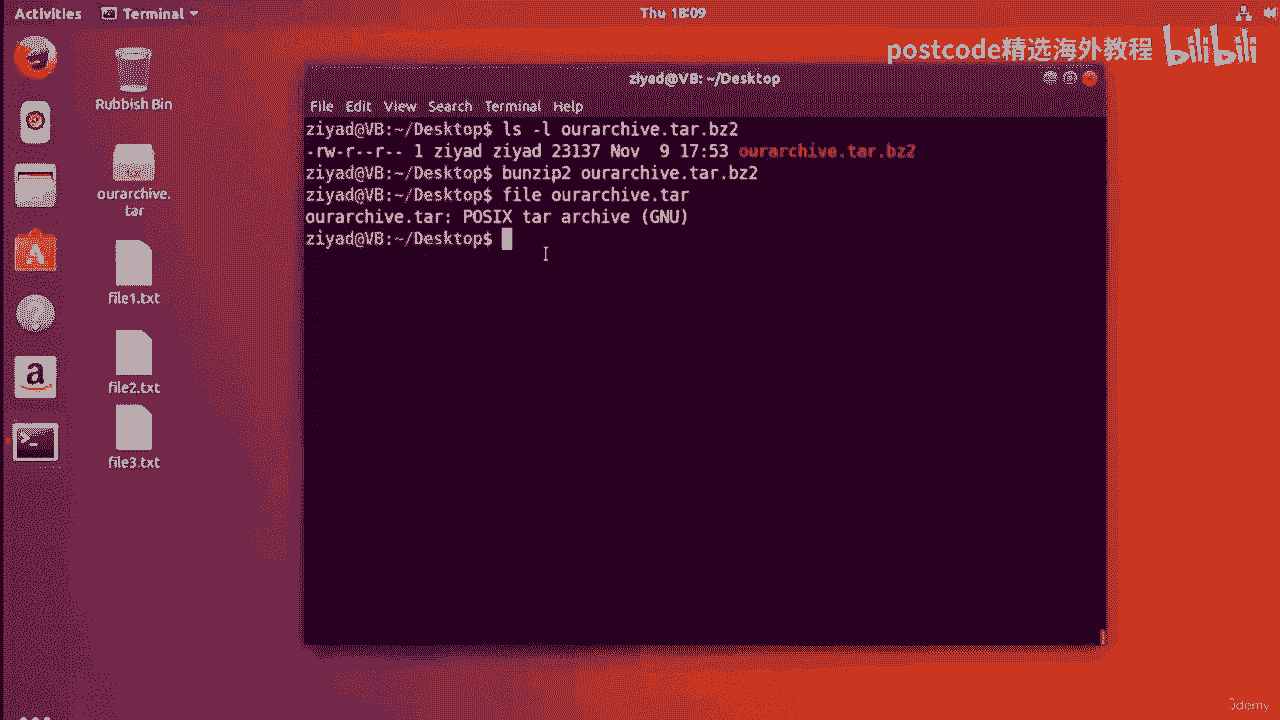 Activities
Terminal
Thu 18:09
postcode精选海外教程 bilibili
Rubbish Bin
ourarchive.
tar
file1.txt
file2.txt
file3.txt
ziyad@VB: ~/Desktop
File Edit View Search Terminal Help
ziyad@VB:~/Desktop$ ls -l ourarchive.tar.bz2
-rw-r--r-- 1 ziyad ziyad 23137 Nov  9 17:53 ourarchive.tar.bz2
ziyad@VB:~/Desktop$ bunzip2 ourarchive.tar.bz2
ziyad@VB:~/Desktop$ file ourarchive.tar
ourarchive.tar: POSIX tar archive (GNU)
ziyad@VB:~/Desktop$
Udemy